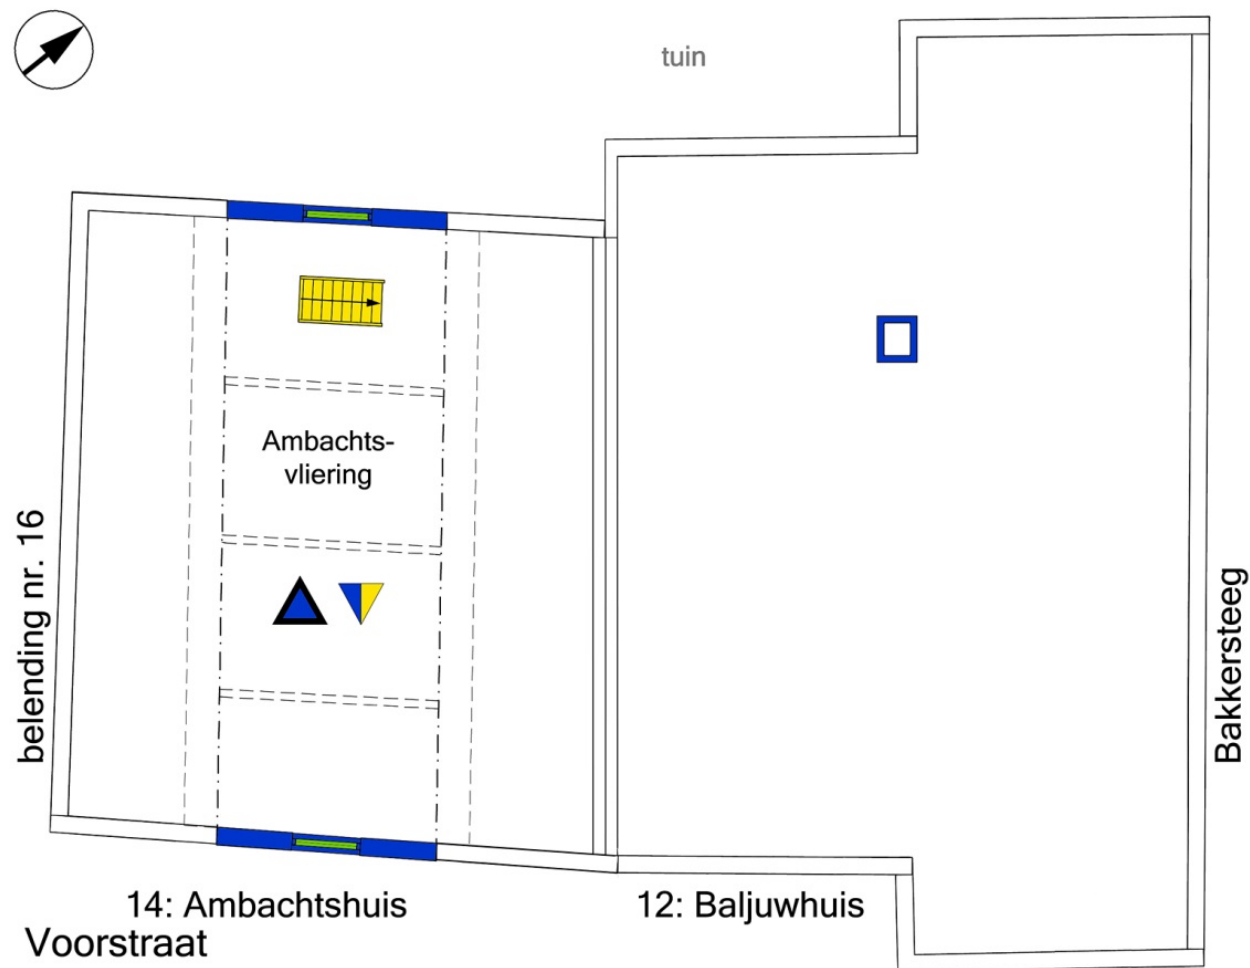 tuin
Ambachts-
vliering
belending nr. 16
Bakkersteeg
14: Ambachtshuis
12: Baljuwhuis
Voorstraat